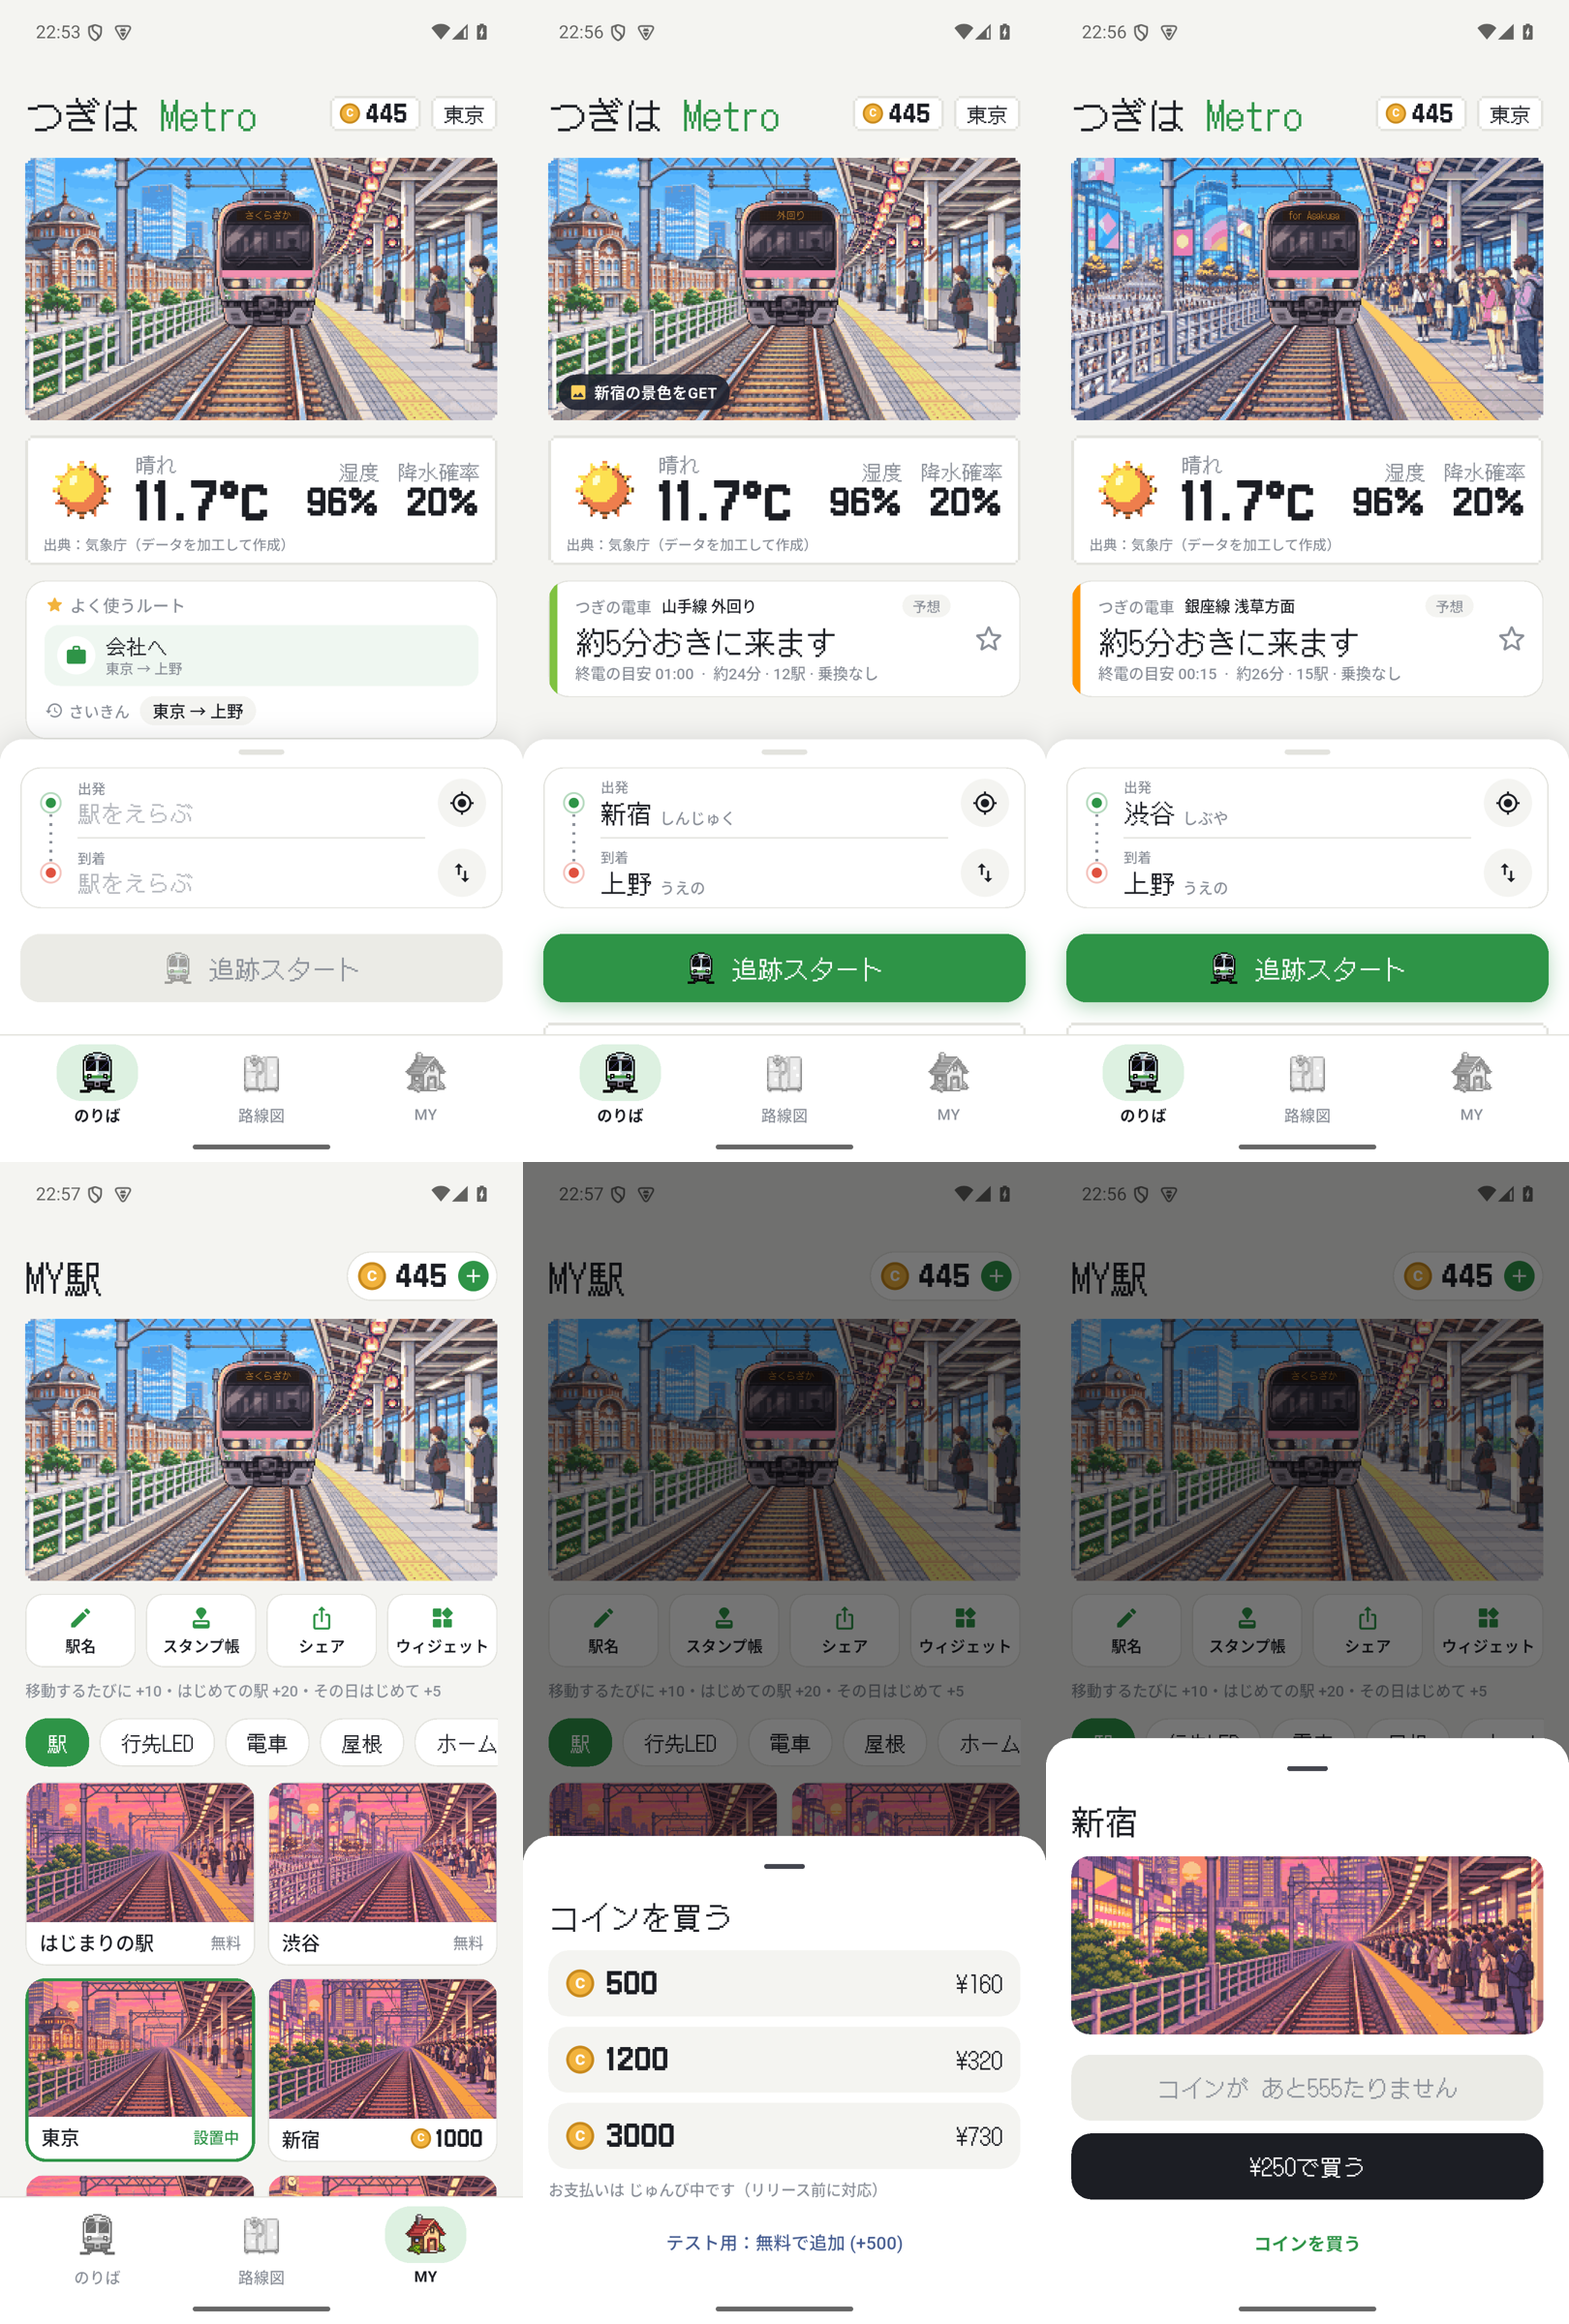 22:53
つぎは Metro
445
東京
さくらざか
晴れ
11.7℃
湿度
96%
降水確率
20%
出典：気象庁（データを加工して作成）
よく使うルート
会社へ
東京 → 上野
さいきん
東京 → 上野
出発
駅をえらぶ
到着
駅をえらぶ
追跡スタート
のりば
路線図
MY
22:56
つぎは Metro
445
東京
外回り
新宿の景色をGET
晴れ
11.7℃
湿度
96%
降水確率
20%
出典：気象庁（データを加工して作成）
つぎの電車 山手線 外回り
予想
約5分おきに来ます
終電の目安 01:00 · 約24分 · 12駅 · 乗換なし
出発
新宿 しんじゅく
到着
上野 うえの
追跡スタート
のりば
路線図
MY
22:56
つぎは Metro
445
東京
for Asakusa
晴れ
11.7℃
湿度
96%
降水確率
20%
出典：気象庁（データを加工して作成）
つぎの電車 銀座線 浅草方面
予想
約5分おきに来ます
終電の目安 00:15 · 約26分 · 15駅 · 乗換なし
出発
渋谷 しぶや
到着
上野 うえの
追跡スタート
のりば
路線図
MY
22:57
MY駅
C 445 +
さくらざか
駅名
スタンプ帳
シェア
ウィジェット
移動するたびに +10・はじめての駅 +20・その日はじめて +5
駅
行先LED
電車
屋根
ホーム
はじまりの駅 無料
渋谷 無料
東京 設置中
新宿 C 1000
のりば
路線図
MY
22:57
MY駅
C 445 +
さくらざか
駅名
スタンプ帳
シェア
ウィジェット
移動するたびに +10・はじめての駅 +20・その日はじめて +5
駅
行先LED
電車
屋根
ホーム
コインを買う
C 500 ¥160
C 1200 ¥320
C 3000 ¥730
お支払いは じゅんび中です（リリース前に対応）
テスト用：無料で追加 (+500)
22:56
MY駅
C 445 +
さくらざか
駅名
スタンプ帳
シェア
ウィジェット
移動するたびに +10・はじめての駅 +20・その日はじめて +5
新宿
コインが あと555たりません
¥250で買う
コインを買う